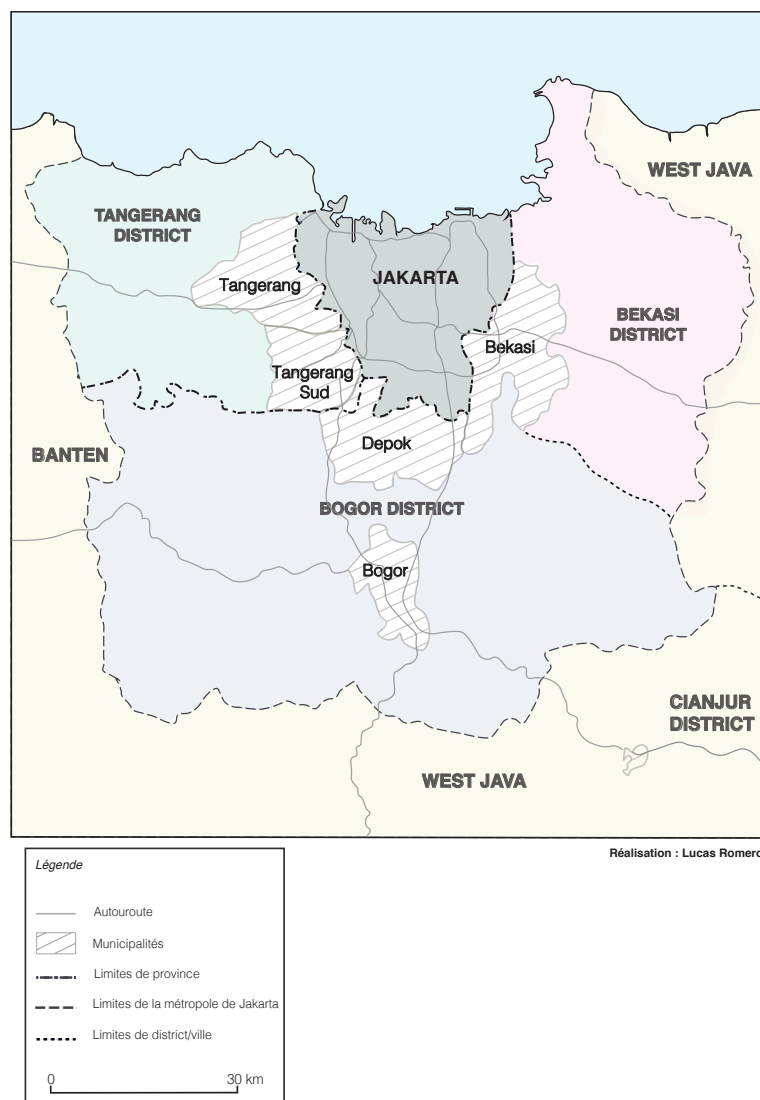 WEST JAVA
TANGERANG
DISTRICT
JAKARTA
Tangerang
BEKASI
DISTRICT
Bekasi
Tangerang
Sud
Depok
BANTEN
BOGOR DISTRICT
Bogor
CIANJUR
DISTRICT
WEST JAVA
Réalisation : Lucas Romero
Légende
Autouroute
Municipalités
Limites de province
Limites de la métropole de Jakarta
Limites de district/ville
0 30 km